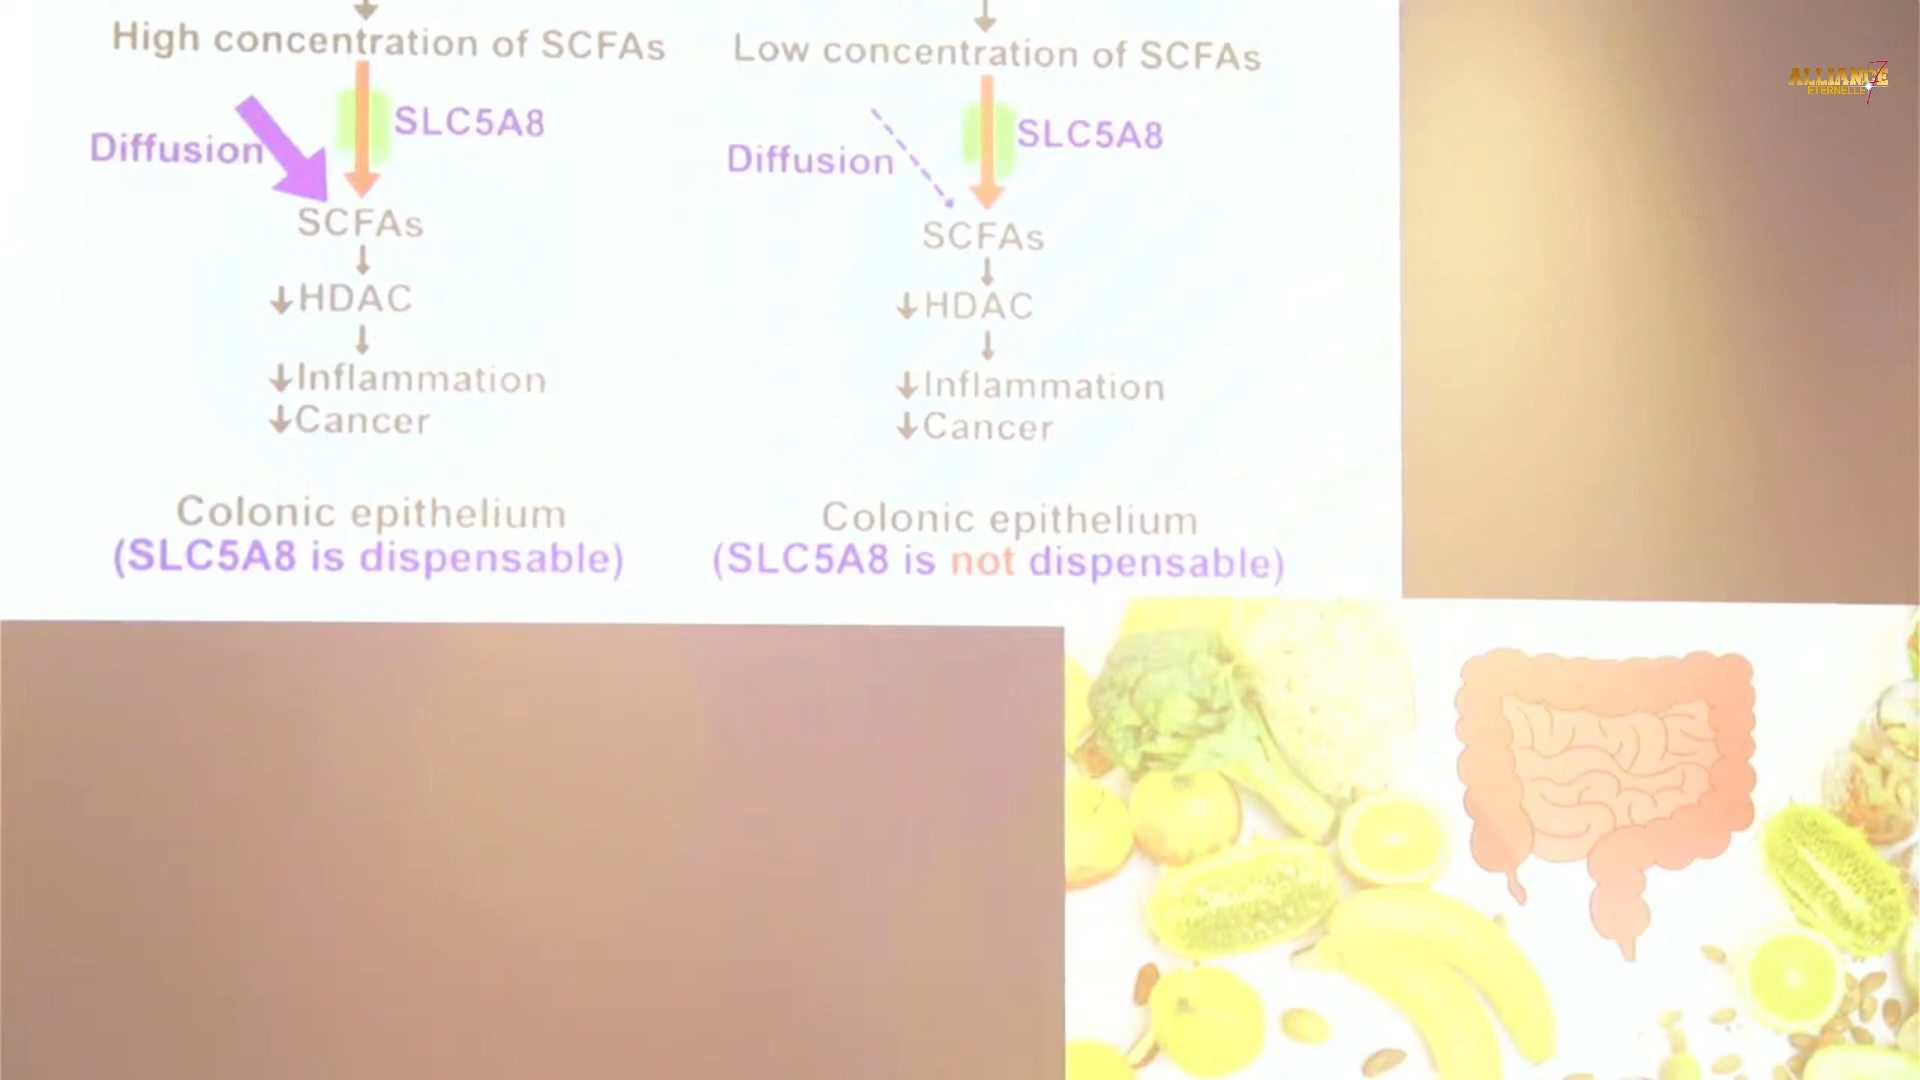 High concentration of SCFAs
Diffusion
SLC5A8
SCFAs
↓HDAC
↓Inflammation
↓Cancer
Colonic epithelium
(SLC5A8 is dispensable)
Low concentration of SCFAs
Diffusion
SLC5A8
SCFAs
↓HDAC
↓Inflammation
↓Cancer
Colonic epithelium
(SLC5A8 is not dispensable)
ALLIANCE 7
ETERNELLE